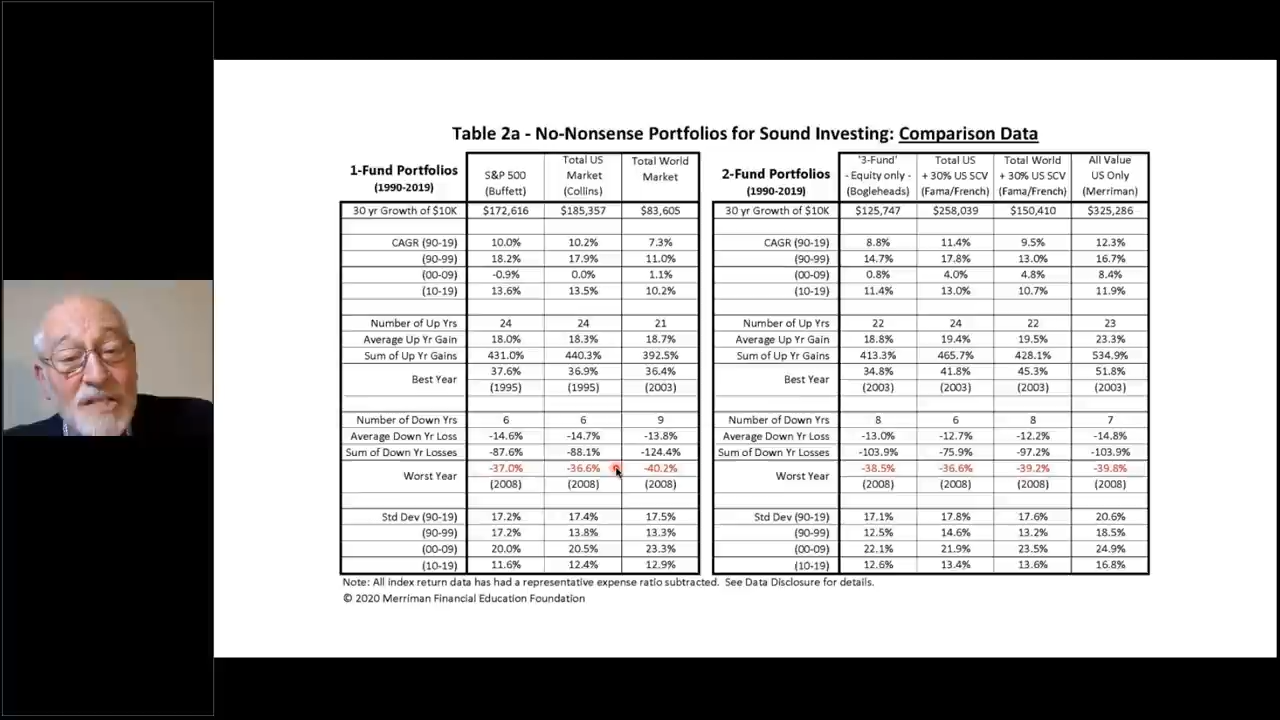 Table 2a - No-Nonsense Portfolios for Sound Investing: Comparison Data
1-Fund Portfolios
(1990-2019)
S&P 500
(Buffett)
Total US
Market
(Collins)
Total World
Market
30 yr Growth of $10K $172,616 $185,357 $83,605
CAGR (90-19) 10.0% 10.2% 7.3%
(90-99) 18.2% 17.9% 11.0%
(00-09) -0.9% 0.0% 1.1%
(10-19) 13.6% 13.5% 10.2%
Number of Up Yrs 24 24 21
Average Up Yr Gain 18.0% 18.3% 18.7%
Sum of Up Yr Gains 431.0% 440.3% 392.5%
Best Year 37.6% 36.9% 36.4%
(1995) (1995) (2003)
Number of Down Yrs 6 6 9
Average Down Yr Loss -14.6% -14.7% -13.8%
Sum of Down Yr Losses -87.6% -88.1% -124.4%
Worst Year -37.0% -36.6% -40.2%
(2008) (2008) (2008)
Std Dev (90-19) 17.2% 17.4% 17.5%
(90-99) 17.2% 13.8% 13.3%
(00-09) 20.0% 20.5% 23.3%
(10-19) 11.6% 12.4% 12.9%
2-Fund Portfolios
(1990-2019)
'3-Fund'
- Equity only -
(Bogleheads)
Total US
+ 30% US SCV
(Fama/French)
Total World
+ 30% US SCV
(Fama/French)
All Value
US Only
(Merriman)
30 yr Growth of $10K $125,747 $258,039 $150,410 $325,286
CAGR (90-19) 8.8% 11.4% 9.5% 12.3%
(90-99) 14.7% 17.8% 13.0% 16.7%
(00-09) 0.8% 4.0% 4.8% 8.4%
(10-19) 11.4% 13.0% 10.7% 11.9%
Number of Up Yrs 22 24 22 23
Average Up Yr Gain 18.8% 19.4% 19.5% 23.3%
Sum of Up Yr Gains 413.3% 465.7% 428.1% 534.9%
Best Year 34.8% 41.8% 45.3% 51.8%
(2003) (2003) (2003) (2003)
Number of Down Yrs 8 6 8 7
Average Down Yr Loss -13.0% -12.7% -12.2% -14.8%
Sum of Down Yr Losses -103.9% -75.9% -97.2% -103.9%
Worst Year -38.5% -36.6% -39.2% -39.8%
(2008) (2008) (2008) (2008)
Std Dev (90-19) 17.1% 17.8% 17.6% 20.6%
(90-99) 12.5% 14.6% 13.2% 18.5%
(00-09) 22.1% 21.9% 23.5% 24.9%
(10-19) 12.6% 13.4% 13.6% 16.8%
Note: All index return data has had a representative expense ratio subtracted. See Data Disclosure for details.
© 2020 Merriman Financial Education Foundation